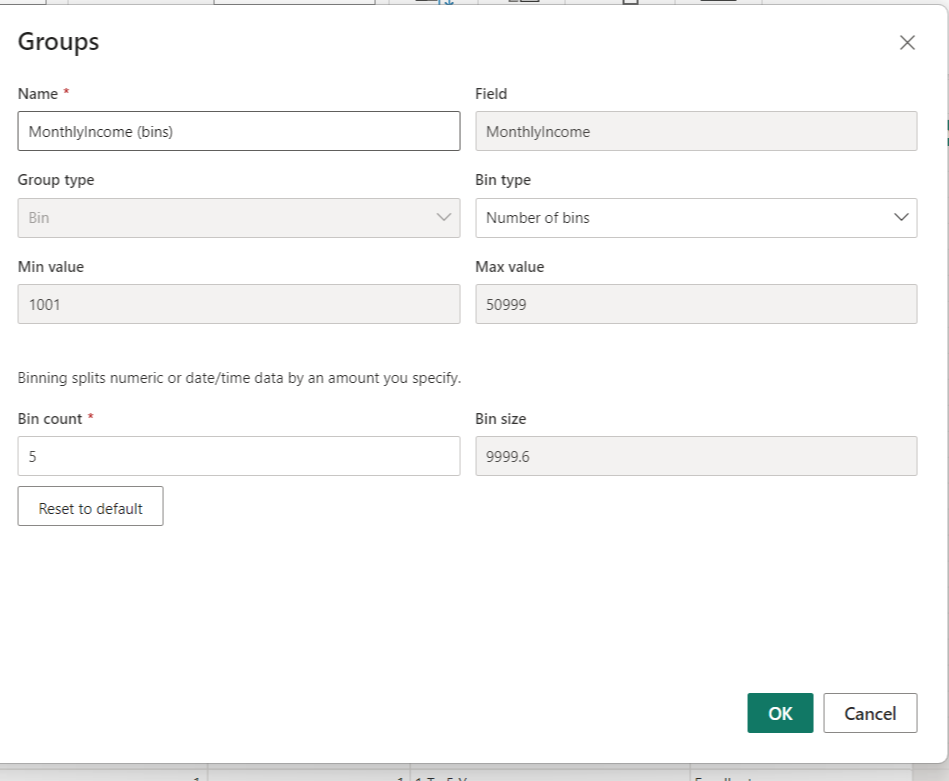 Groups
Name *
Field
MonthlyIncome (bins)
MonthlyIncome
Group type
Bin type
Bin
Number of bins
Min value
Max value
1001
50999
Binning splits numeric or date/time data by an amount you specify.
Bin count *
Bin size
5
9999.6
Reset to default
OK
Cancel